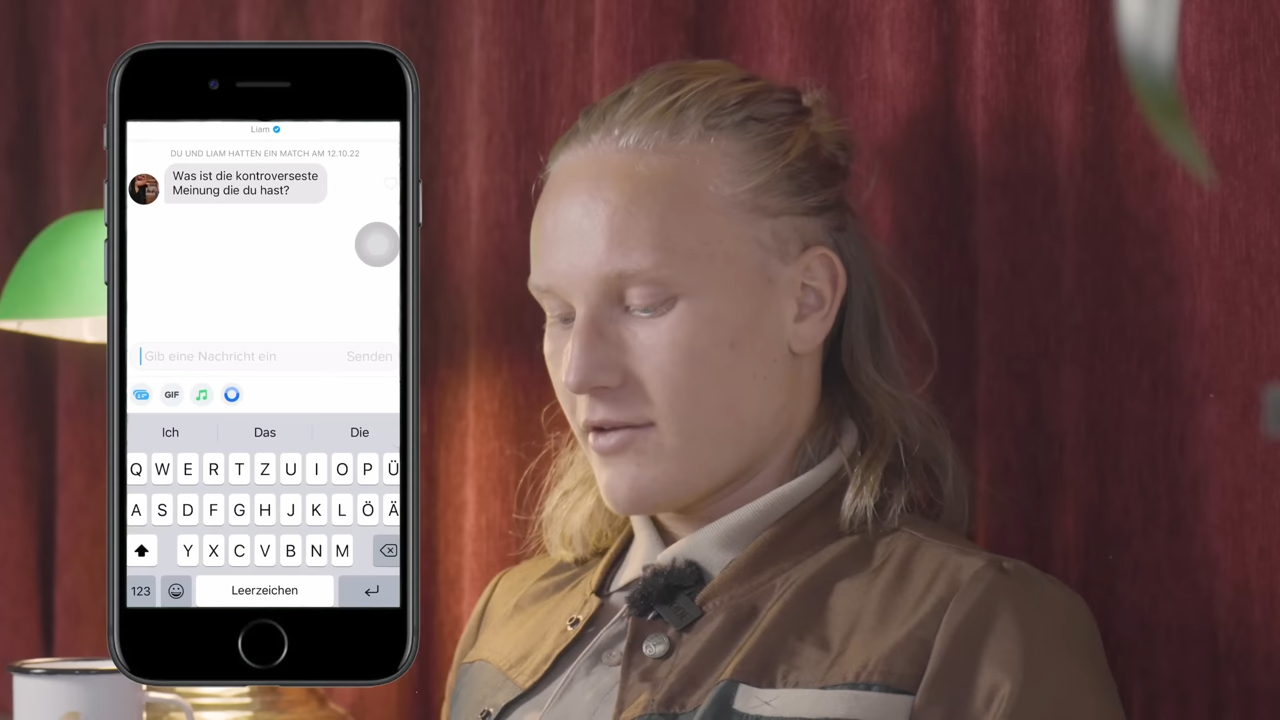 Liam
DU UND LIAM HATTEN EIN MATCH AM 12.10.22
Was ist die kontroverseste
Meinung die du hast?
Gib eine Nachricht ein Senden
GIF
Ich Das Die
Q W E R T Z U I O P Ü
A S D F G H J K L Ö Ä
Y X C V B N M
123 Leerzeichen